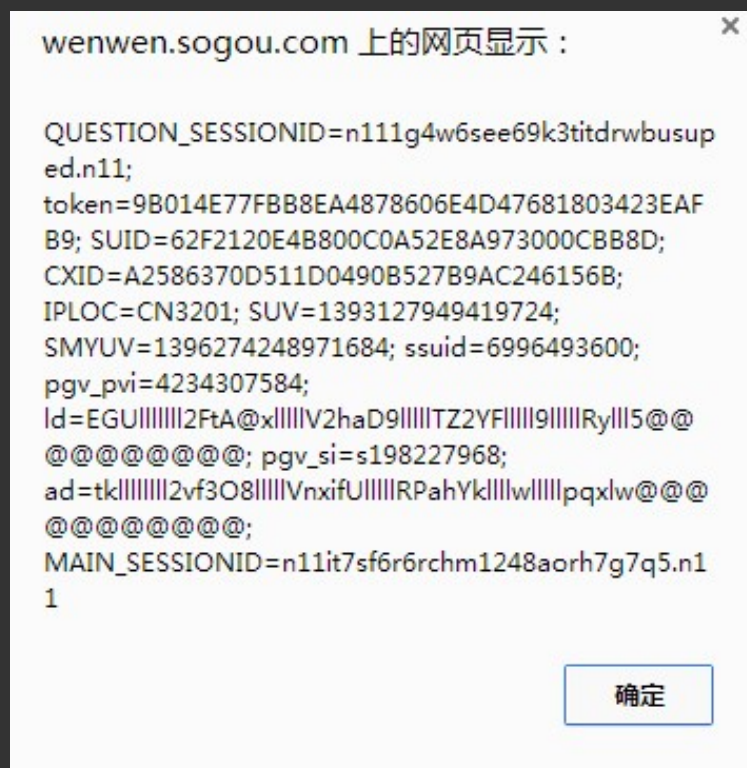 wenwen.sogou.com 上的网页显示：
QUESTION_SESSIONID=n111g4w6see69k3titdrwbusup
ed.n11;
token=9B014E77FBB8EA4878606E4D47681803423EAF
B9; SUID=62F2120E4B800C0A52E8A973000CBB8D;
CXID=A2586370D511D0490B527B9AC246156B;
IPLOC=CN3201; SUV=1393127949419724;
SMYUV=1396274248971684; ssuid=6996493600;
pgv_pvi=4234307584;
ld=EGUlllllll2FtA@xlllllV2haD9lllllTZ2YFlllll9lllllRylll5@@
@@@@@@@@@; pgv_si=s198227968;
ad=tkllllllll2vf3O8lllllVnxifUlllllRPahYkllllwlllllpqxlw@@@
@@@@@@@@@;
MAIN_SESSIONID=n11it7sf6r6rchm1248aorh7g7q5.n1
1
确定